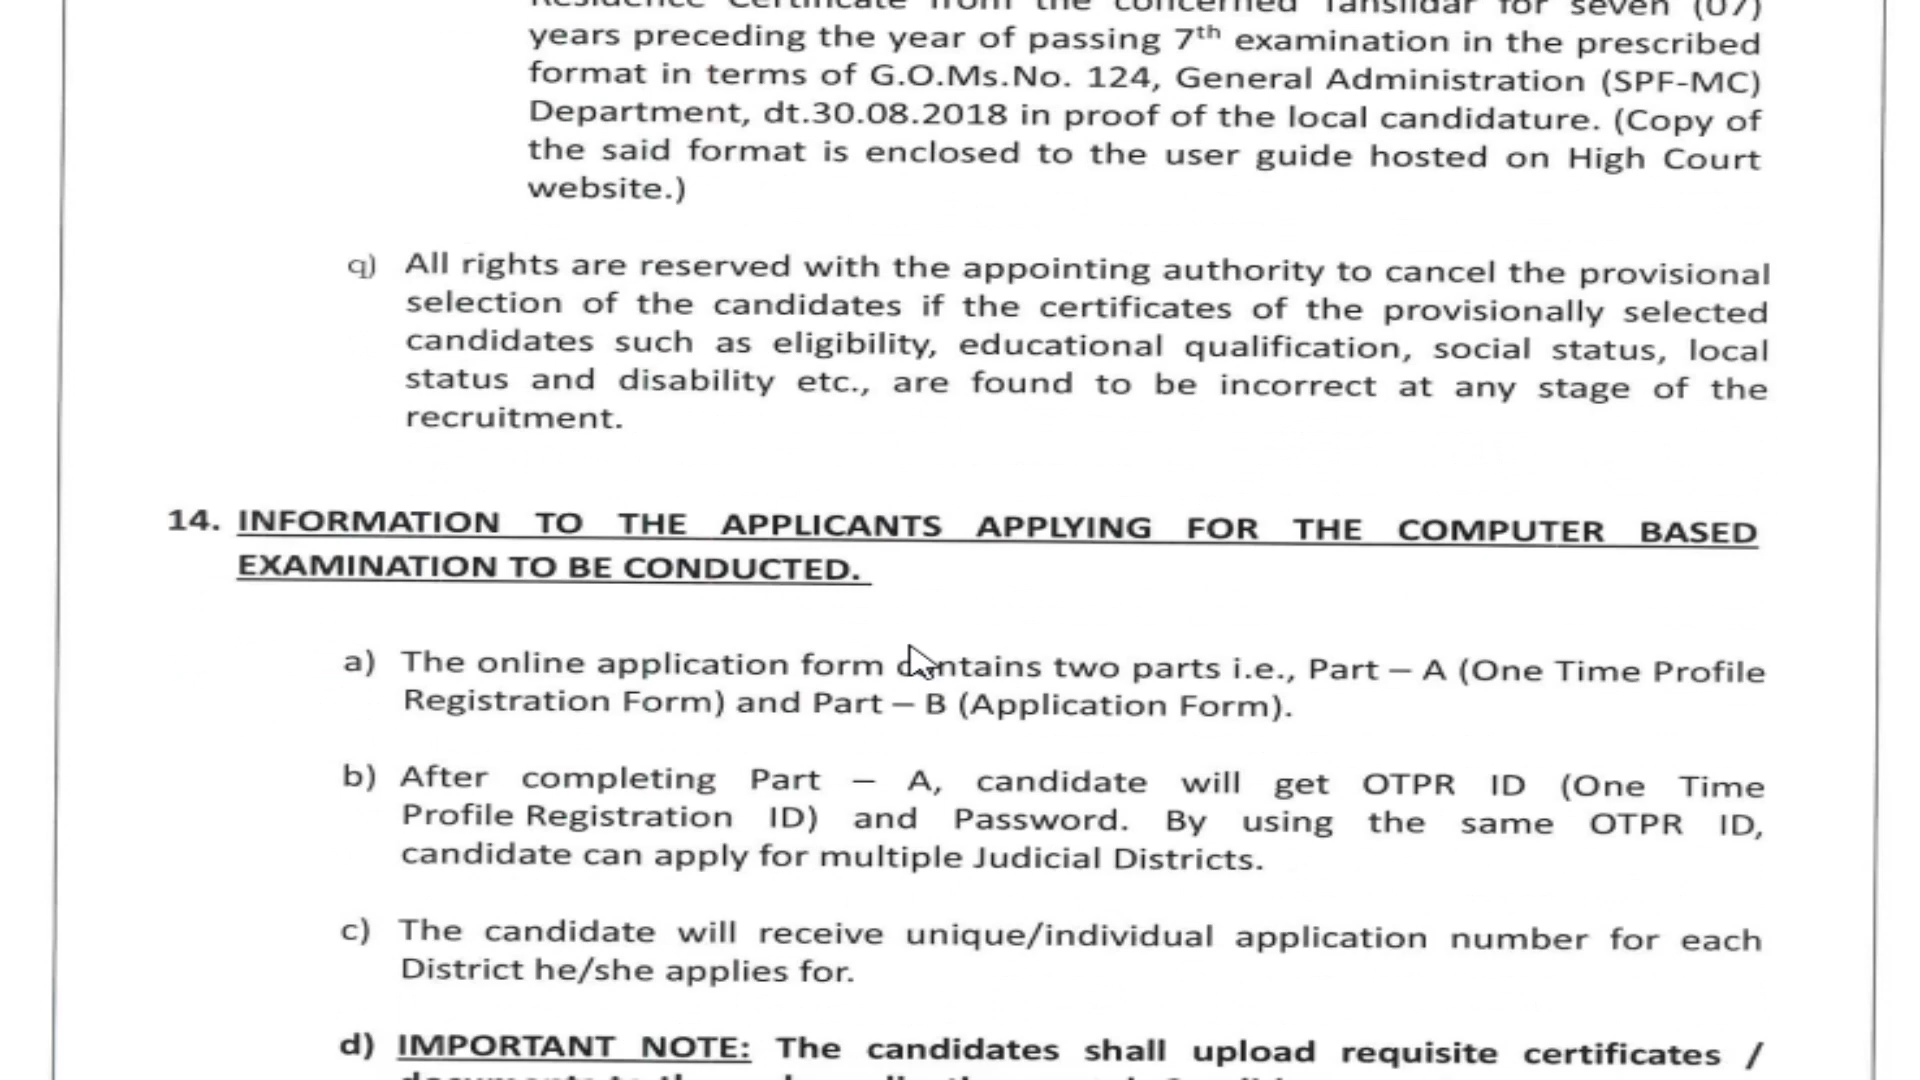 Residence Certificate from the concerned Tahsildar for seven (07)
years preceding the year of passing 7th examination in the prescribed
format in terms of G.O.Ms.No. 124, General Administration (SPF-MC)
Department, dt.30.08.2018 in proof of the local candidature. (Copy of
the said format is enclosed to the user guide hosted on High Court
website.)
q) All rights are reserved with the appointing authority to cancel the provisional
selection of the candidates if the certificates of the provisionally selected
candidates such as eligibility, educational qualification, social status, local
status and disability etc., are found to be incorrect at any stage of the
recruitment.
14. INFORMATION TO THE APPLICANTS APPLYING FOR THE COMPUTER BASED
EXAMINATION TO BE CONDUCTED.
a) The online application form contains two parts i.e., Part – A (One Time Profile
Registration Form) and Part – B (Application Form).
b) After completing Part – A, candidate will get OTPR ID (One Time
Profile Registration ID) and Password. By using the same OTPR ID,
candidate can apply for multiple Judicial Districts.
c) The candidate will receive unique/individual application number for each
District he/she applies for.
d) IMPORTANT NOTE: The candidates shall upload requisite certificates /